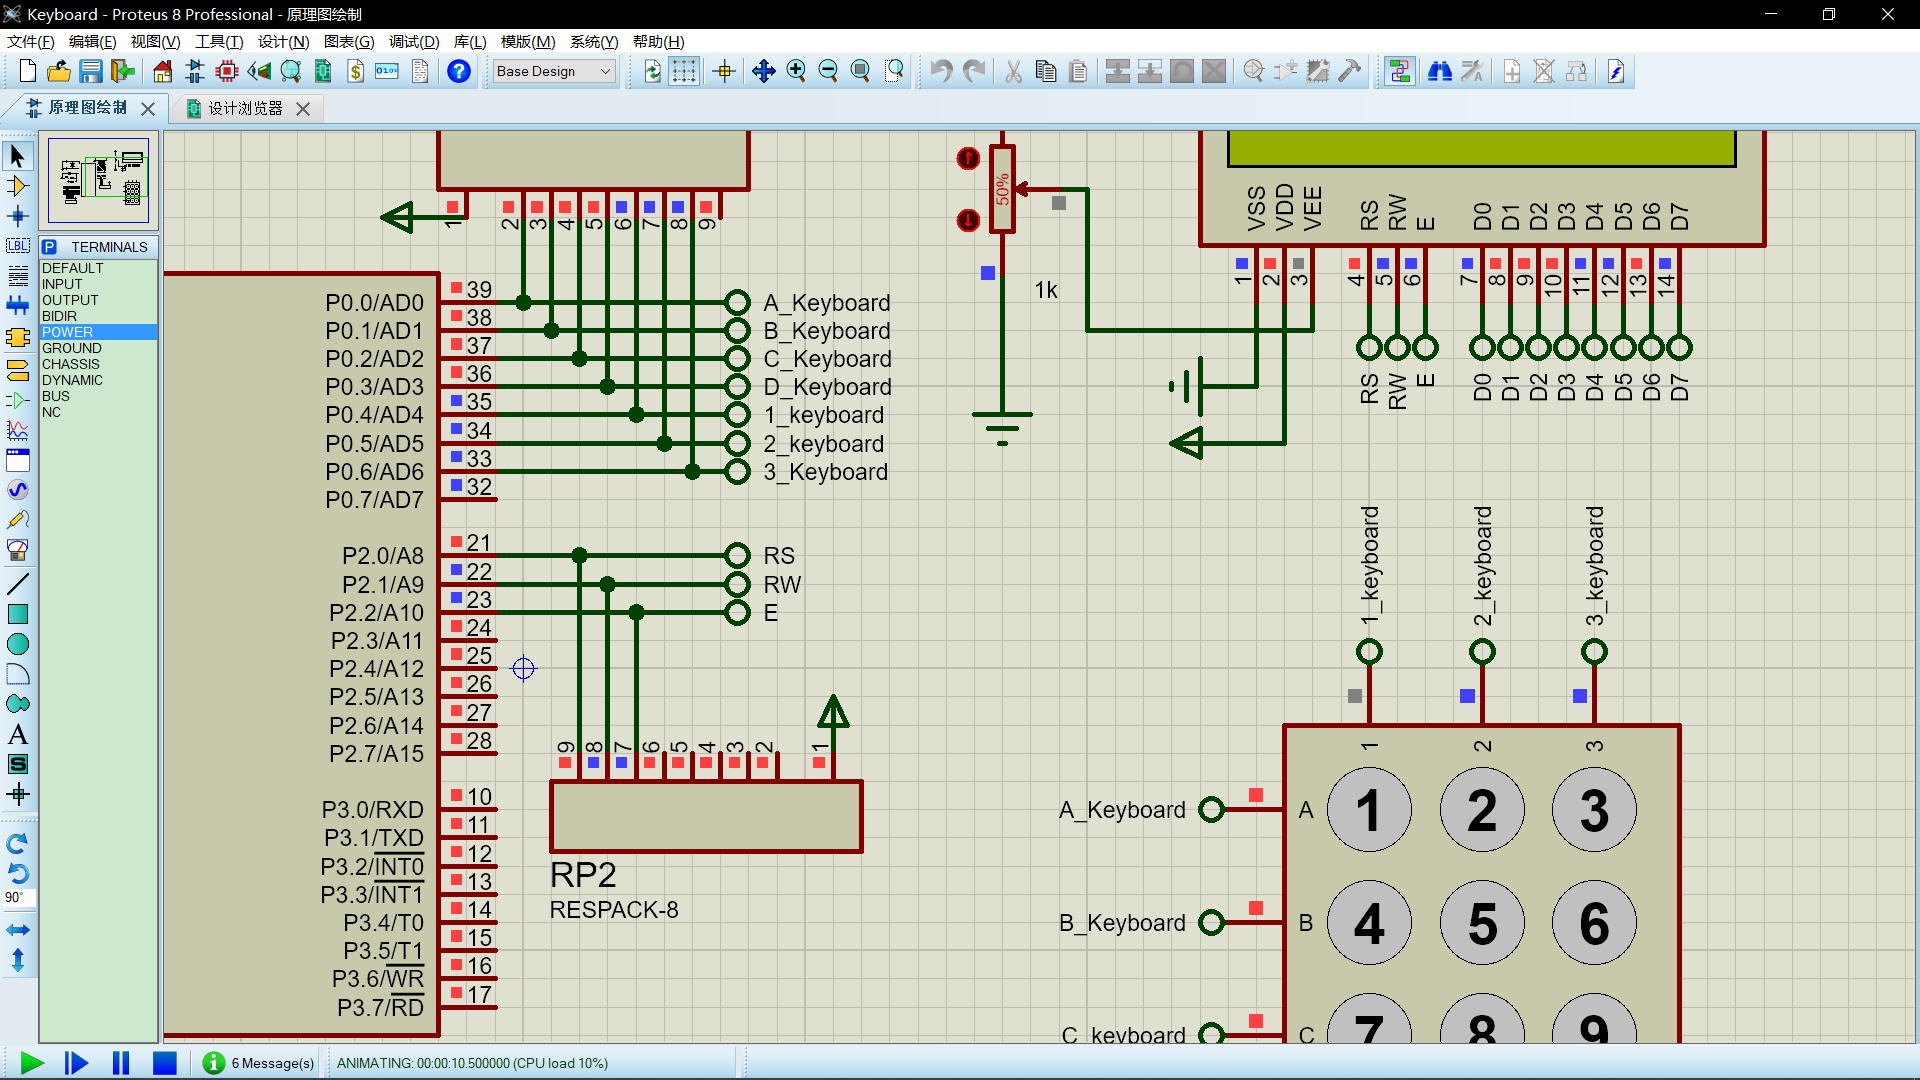 Keyboard - Proteus 8 Professional - 原理图绘制
文件(F) 编辑(E) 视图(V) 工具(T) 设计(N) 图表(G) 调试(D) 库(L) 模版(M) 系统(Y) 帮助(H)
Base Design
原理图绘制 设计浏览器
P TERMINALS
DEFAULT
INPUT
OUTPUT
BIDIR
POWER
GROUND
CHASSIS
DYNAMIC
BUS
NC
LBL
A
S
90°
1 2 3 4 5 6 7 8 9
P0.0/AD0 39 A_Keyboard
P0.1/AD1 38 B_Keyboard
P0.2/AD2 37 C_Keyboard
P0.3/AD3 36 D_Keyboard
P0.4/AD4 35 1_keyboard
P0.5/AD5 34 2_keyboard
P0.6/AD6 33 3_Keyboard
P0.7/AD7 32
P2.0/A8 21 RS
P2.1/A9 22 RW
P2.2/A10 23 E
P2.3/A11 24
P2.4/A12 25
P2.5/A13 26
P2.6/A14 27
P2.7/A15 28
P3.0/RXD 10
P3.1/TXD 11
P3.2/INT0 12
P3.3/INT1 13
P3.4/T0 14
P3.5/T1 15
P3.6/WR 16
P3.7/RD 17
9 8 7 6 5 4 3 2 1
RP2
RESPACK-8
50%
1k
VSS VDD VEE RS RW E D0 D1 D2 D3 D4 D5 D6 D7
1 2 3 4 5 6 7 8 9 10 11 12 13 14
RS RW E D0 D1 D2 D3 D4 D5 D6 D7
1_keyboard 2_keyboard 3_keyboard
1 2 3
A_Keyboard A 1 2 3
B_Keyboard B 4 5 6
C_keyboard C 7 8 9
6 Message(s) ANIMATING: 00:00:10.500000 (CPU load 10%)